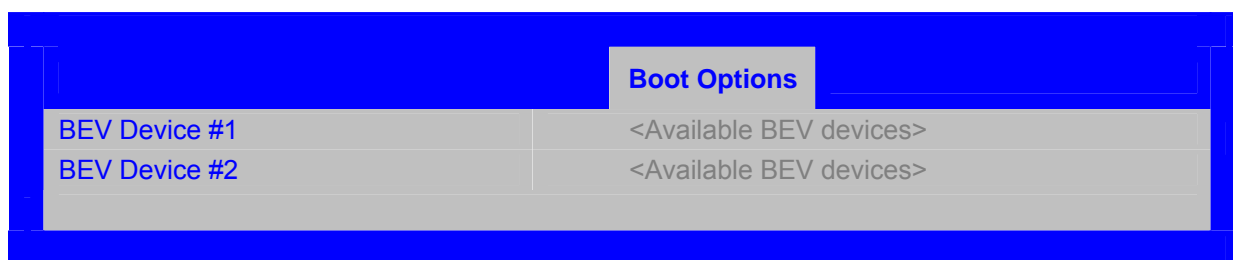 Boot Options
BEV Device #1 <Available BEV devices>
BEV Device #2 <Available BEV devices>